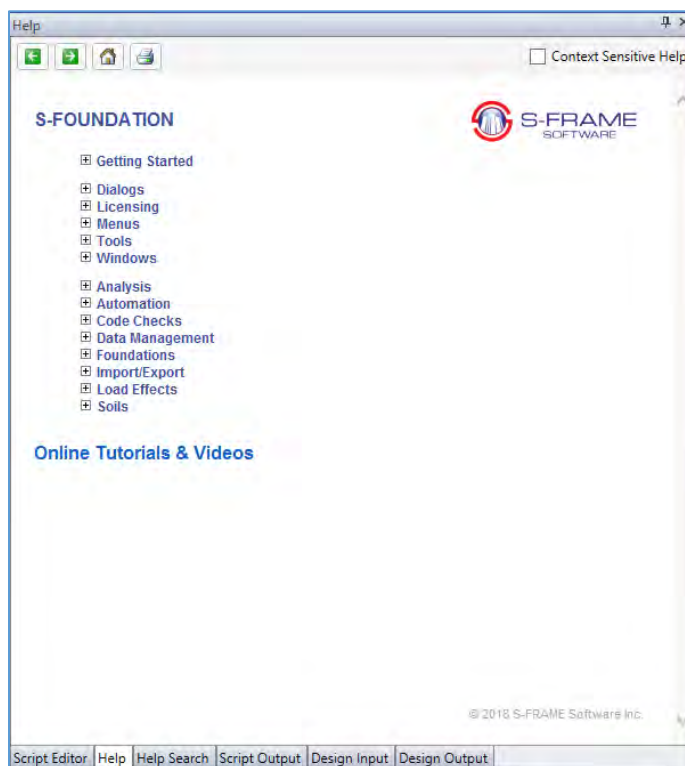 Help
Context Sensitive Help
S-FOUNDATION
S-FRAME
SOFTWARE
Getting Started
Dialogs
Licensing
Menus
Tools
Windows
Analysis
Automation
Code Checks
Data Management
Foundations
Import/Export
Load Effects
Soils
Online Tutorials & Videos
© 2018 S-FRAME Software Inc.
Script Editor Help Help Search Script Output Design Input Design Output